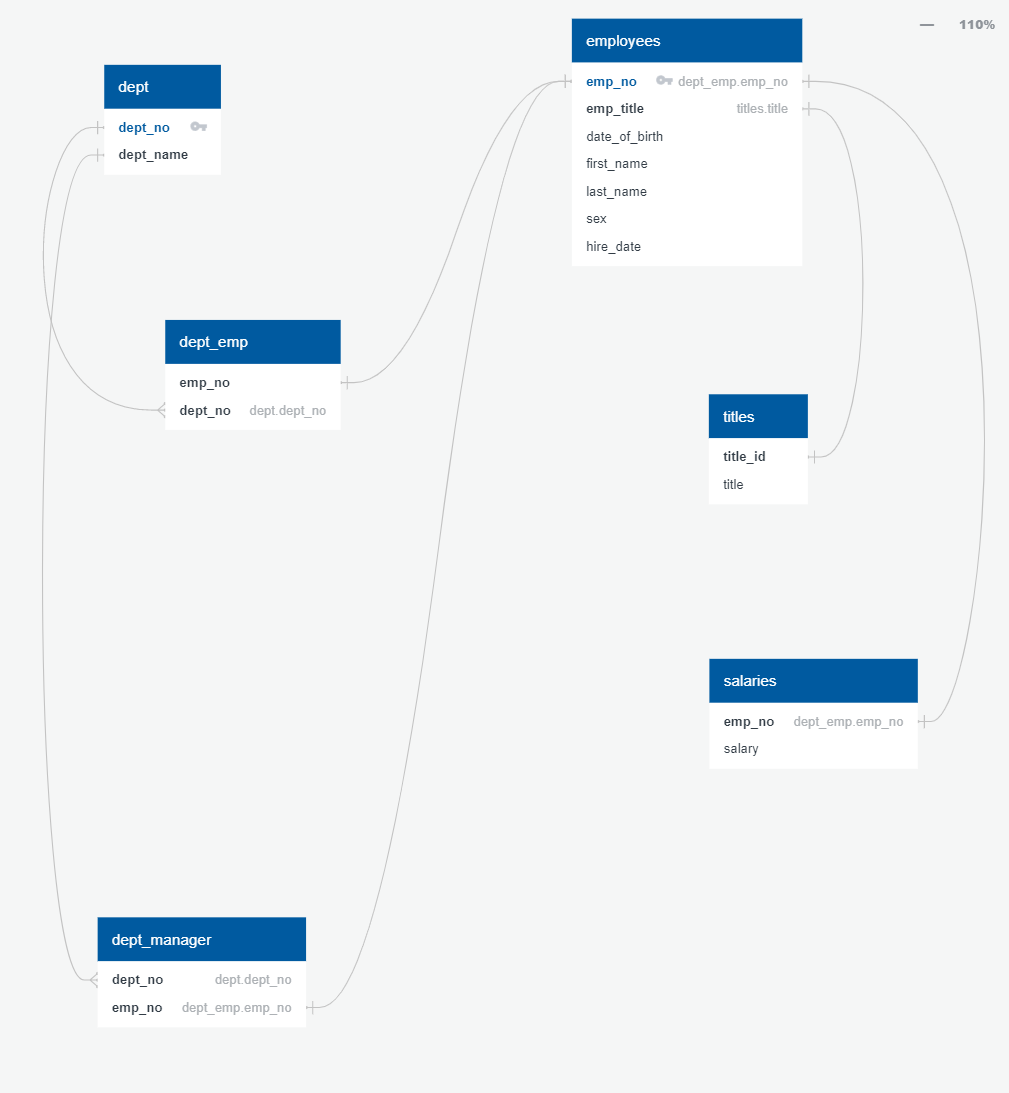 110%
employees
emp_no dept_emp.emp_no
emp_title titles.title
date_of_birth
first_name
last_name
sex
hire_date
dept
dept_no
dept_name
dept_emp
emp_no
dept_no dept.dept_no
titles
title_id
title
salaries
emp_no dept_emp.emp_no
salary
dept_manager
dept_no dept.dept_no
emp_no dept_emp.emp_no